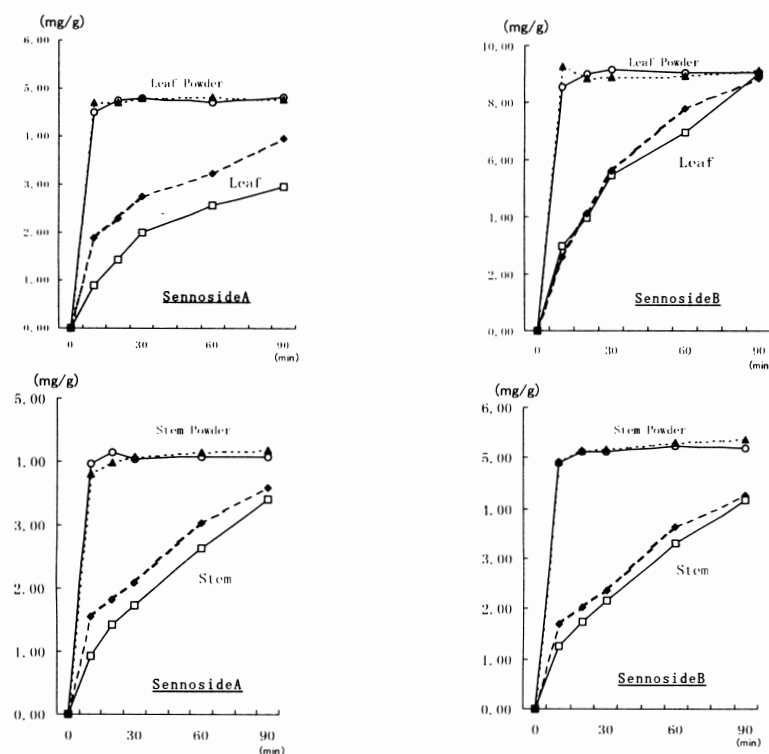 (mg/g)
6,00
5,00
1,00
3,00
2,00
1,00
0,00
Leaf Powder
Leaf
SennosideA
0
30
60
90
(min)
(mg/g)
10,00
8,00
6,00
1,00
2,00
0,00
Leaf Powder
Leaf
SennosideB
0
30
60
90
(min)
(mg/g)
5,00
1,00
3,00
2,00
1,00
0,00
Stem Powder
Stem
SennosideA
0
30
60
90
(min)
(mg/g)
6,00
5,00
1,00
3,00
2,00
1,00
0,00
Stem Powder
Stem
SennosideB
0
30
60
90
(min)